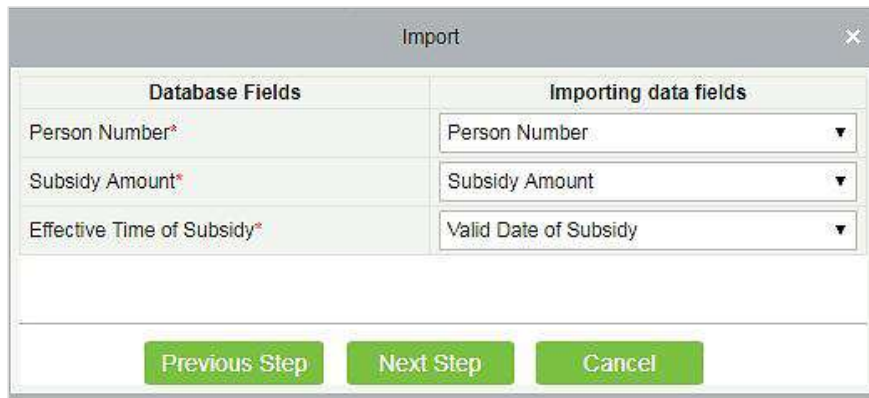 Import ×
Database Fields Importing data fields
Person Number* Person Number
Subsidy Amount* Subsidy Amount
Effective Time of Subsidy* Valid Date of Subsidy
Previous Step Next Step Cancel